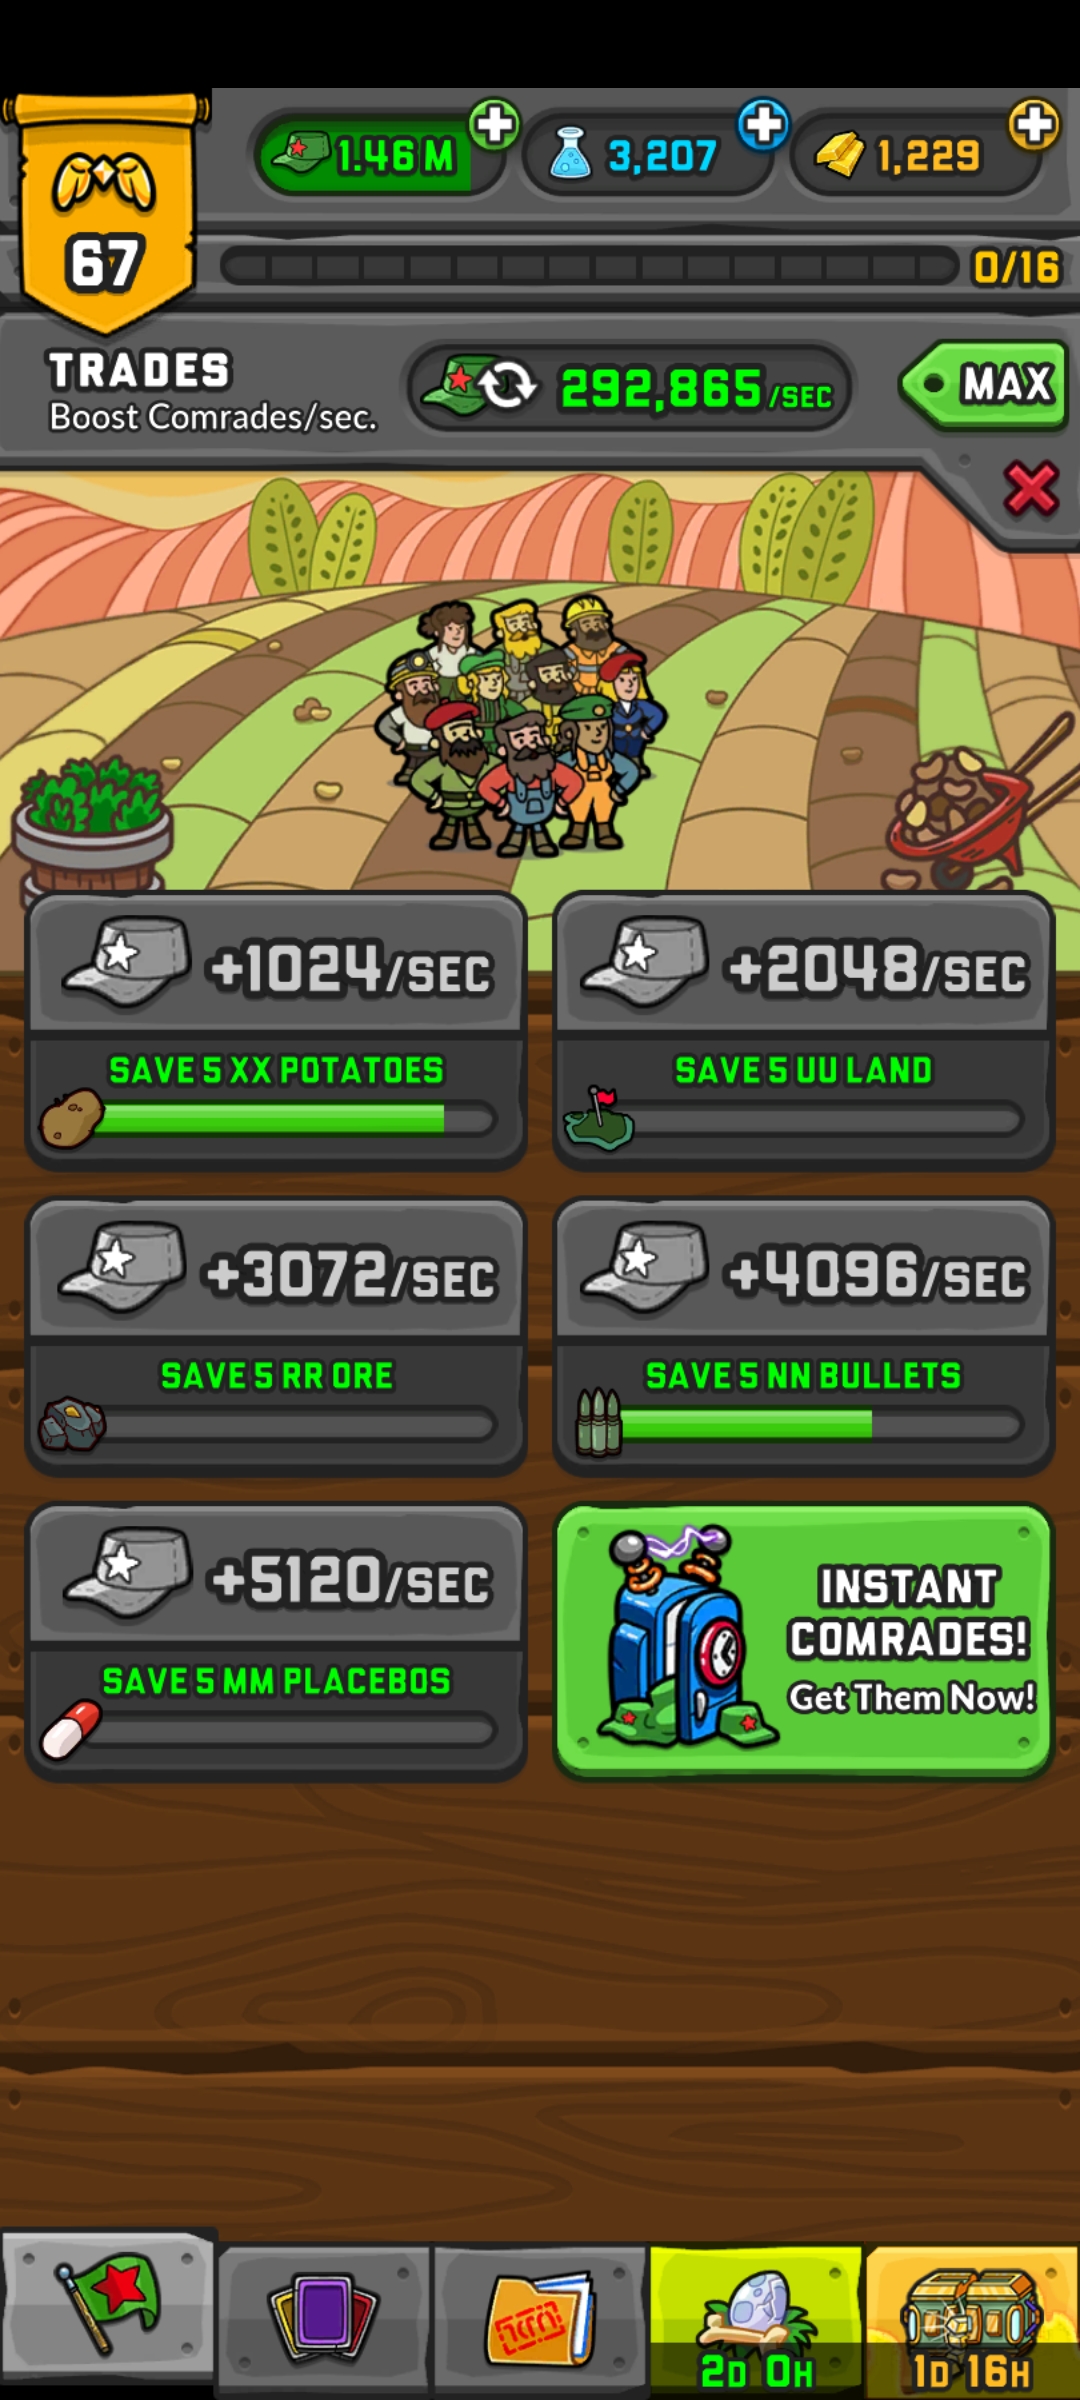 1.46 M
3,207
1,229
67
0/16
TRADES
Boost Comrades/sec.
292,865/SEC
MAX
+1024/SEC
SAVE 5 XX POTATOES
+2048/SEC
SAVE 5 UU LAND
+3072/SEC
SAVE 5 RR ORE
+4096/SEC
SAVE 5 NN BULLETS
+5120/SEC
SAVE 5 MM PLACEBOS
INSTANT
COMRADES!
Get Them Now!
2D 0H
1D 16H